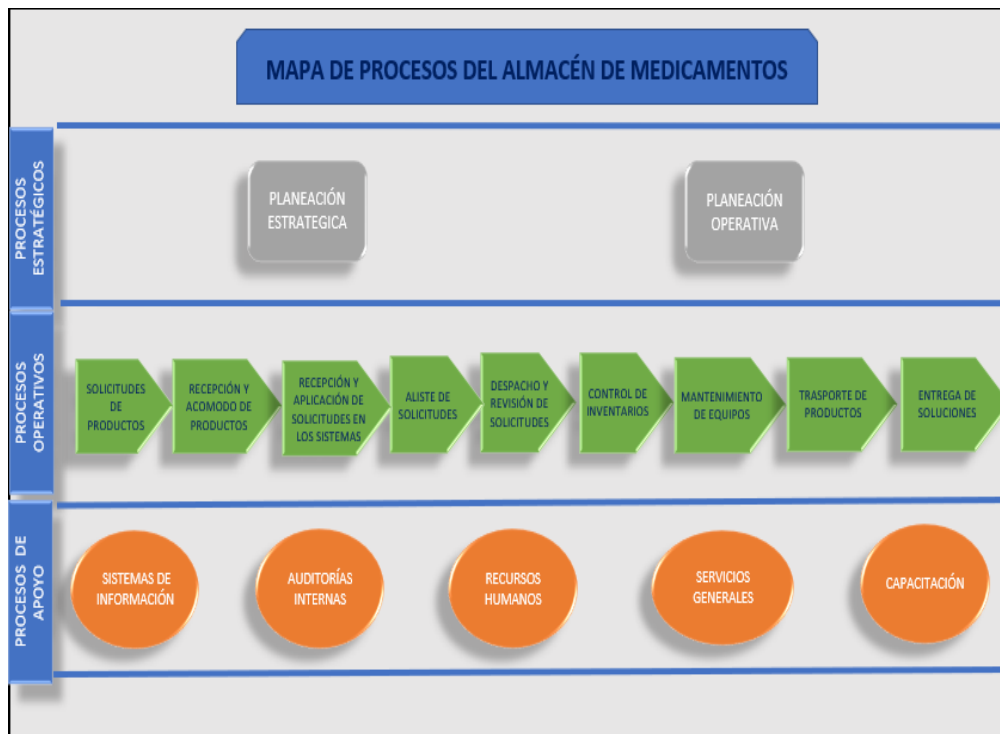 MAPA DE PROCESOS DEL ALMACÉN DE MEDICAMENTOS
PROCESOS
ESTRATÉGICOS
PLANEACIÓN
ESTRATEGICA
PLANEACIÓN
OPERATIVA
PROCESOS
OPERATIVOS
SOLICITUDES
DE
PRODUCTOS
RECEPCIÓN Y
ACOMODO DE
PRODUCTOS
RECEPCIÓN Y
APLICACIÓN DE
SOLICITUDES EN
LOS SISTEMAS
ALISTE DE
SOLICITUDES
DESPACHO Y
REVISIÓN DE
SOLICITUDES
CONTROL DE
INVENTARIOS
MANTENIMIENTO
DE EQUIPOS
TRASPORTE DE
PRODUCTOS
ENTREGA DE
SOLUCIONES
PROCESOS DE
APOYO
SISTEMAS DE
INFORMACIÓN
AUDITORÍAS
INTERNAS
RECURSOS
HUMANOS
SERVICIOS
GENERALES
CAPACITACIÓN